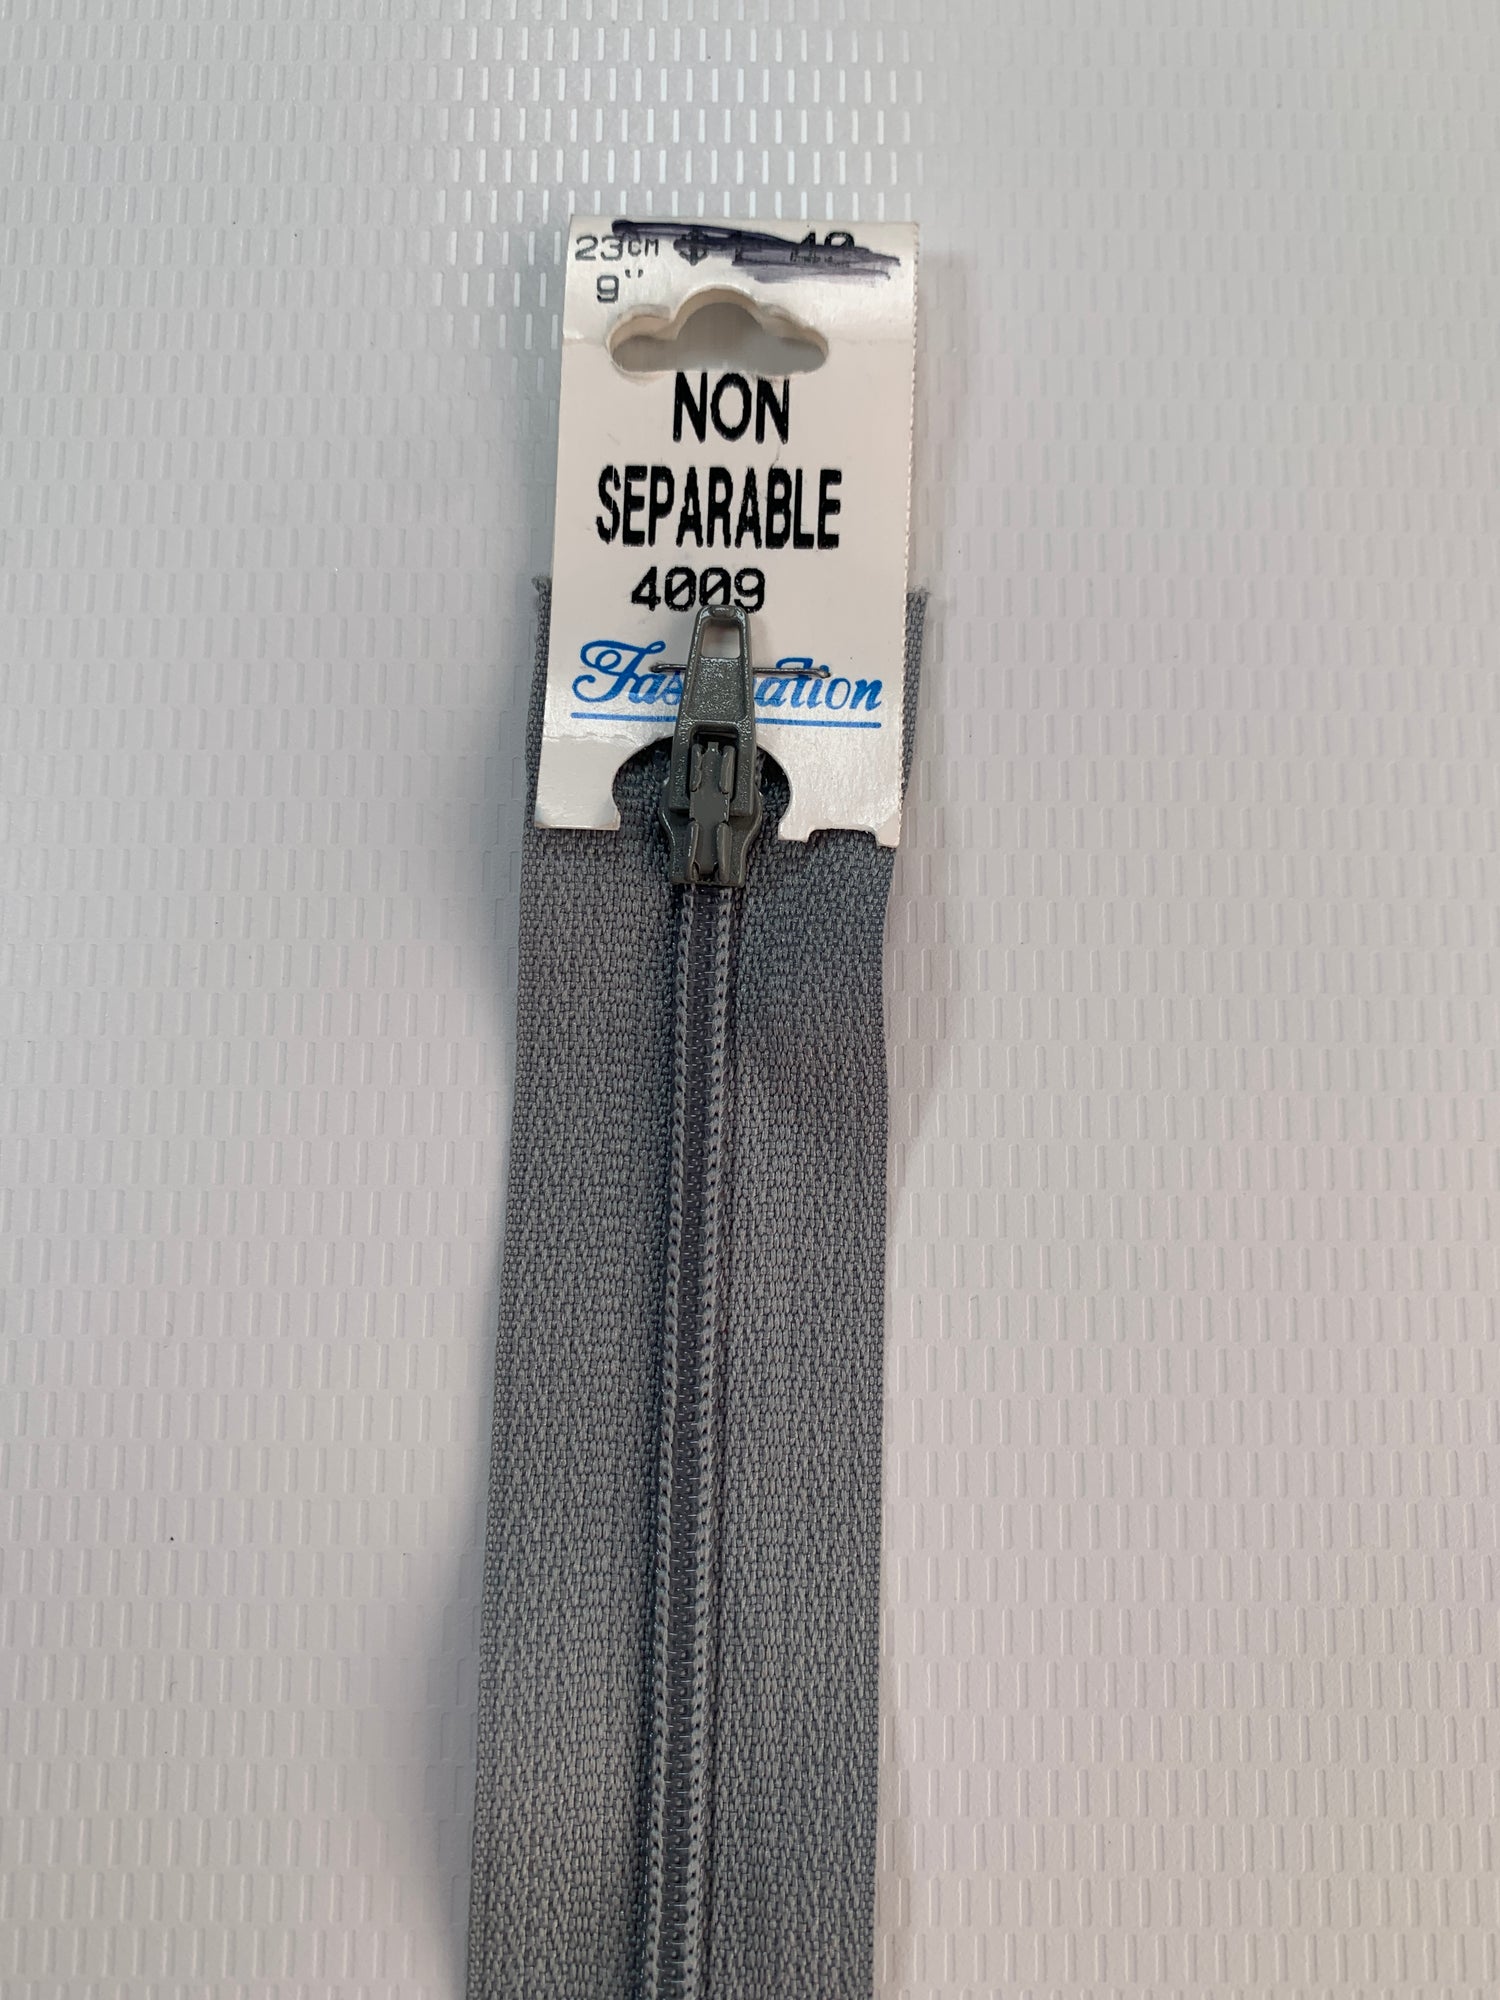 23CM $
9"
NON
SEPARABLE
4009